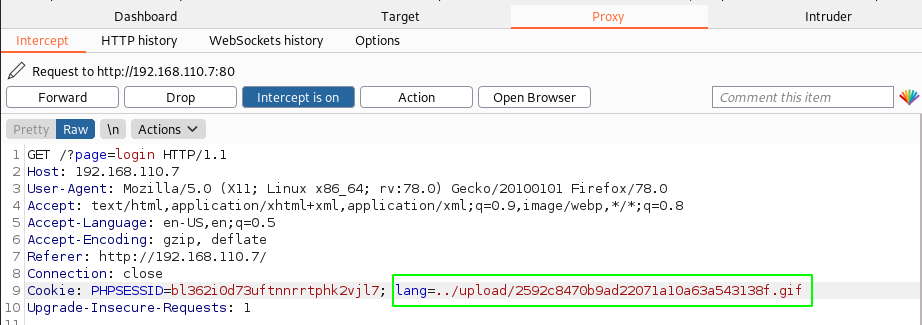 Dashboard Target Proxy Intruder
Intercept HTTP history WebSockets history Options
Request to http://192.168.110.7:80
Forward Drop Intercept is on Action Open Browser Comment this item
Pretty Raw \n Actions
1 GET /?page=login HTTP/1.1
2 Host: 192.168.110.7
3 User-Agent: Mozilla/5.0 (X11; Linux x86_64; rv:78.0) Gecko/20100101 Firefox/78.0
4 Accept: text/html,application/xhtml+xml,application/xml;q=0.9,image/webp,*/*;q=0.8
5 Accept-Language: en-US,en;q=0.5
6 Accept-Encoding: gzip, deflate
7 Referer: http://192.168.110.7/
8 Connection: close
9 Cookie: PHPSESSID=bl362i0d73uftnnrrtphk2vjl7; lang=../upload/2592c8470b9ad22071a10a63a543138f.gif
10 Upgrade-Insecure-Requests: 1
11